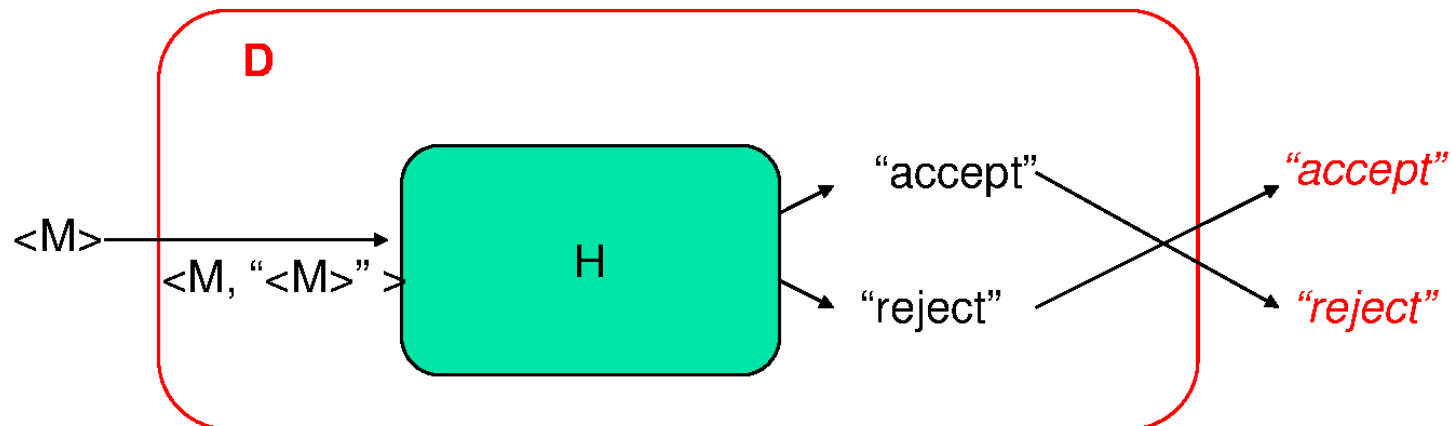 D
“accept” “accept”
<M>
<M, “<M>” >
H
“reject” “reject”